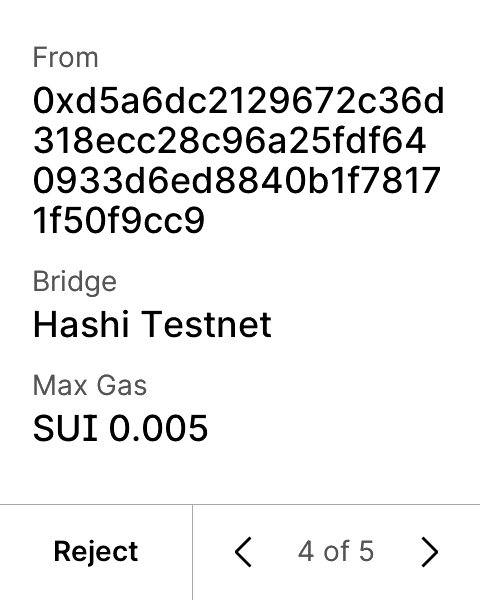 From
0xd5a6dc2129672c36d
318ecc28c96a25fdf64
0933d6ed8840b1f7817
1f50f9cc9
Bridge
Hashi Testnet
Max Gas
SUI 0.005
Reject
4 of 5